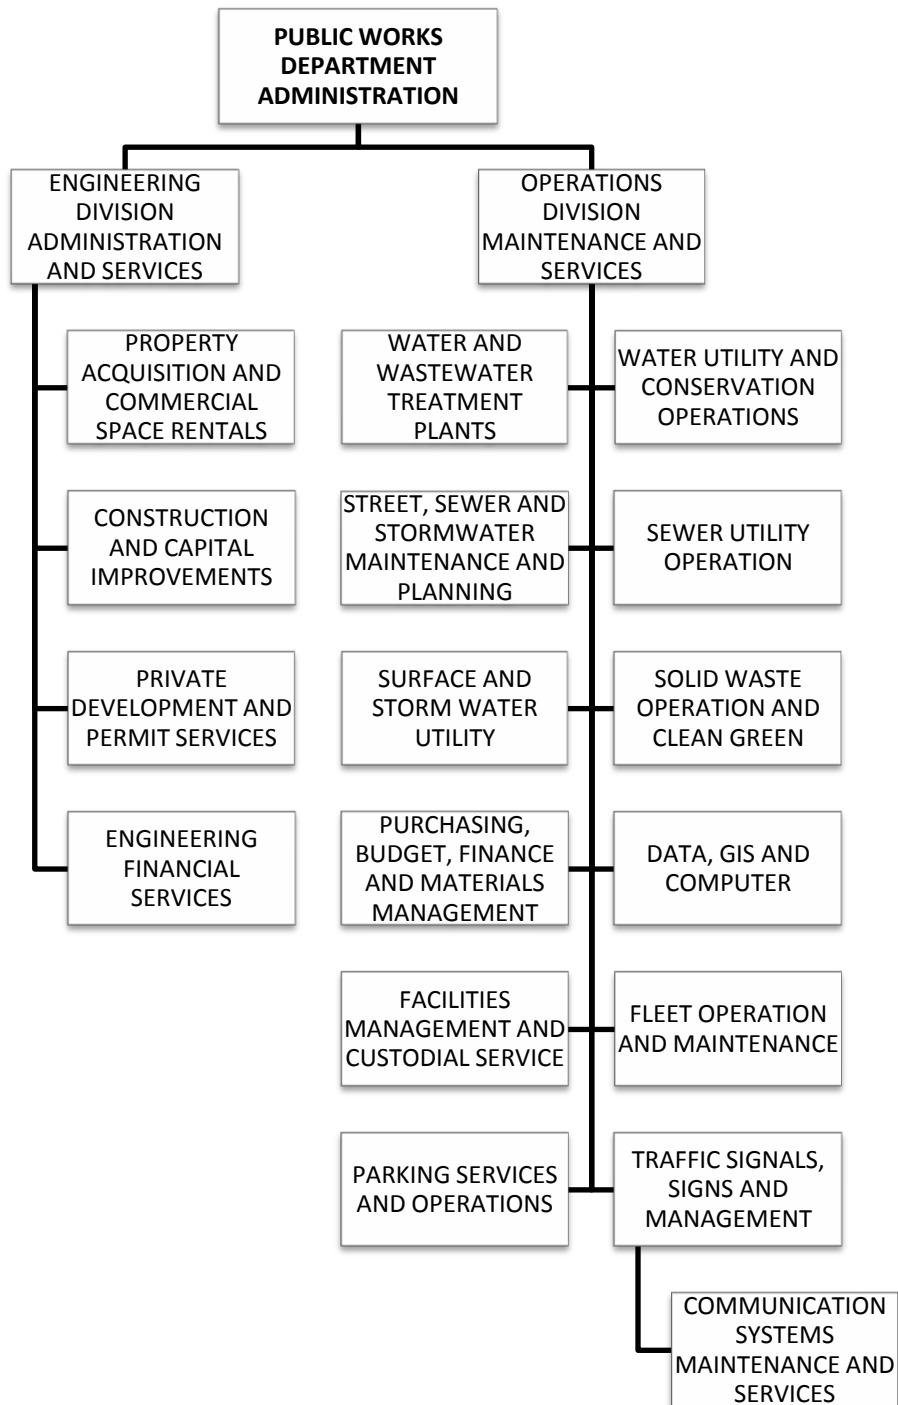 PUBLIC WORKS
DEPARTMENT
ADMINISTRATION
ENGINEERING
DIVISION
ADMINISTRATION
AND SERVICES
OPERATIONS
DIVISION
MAINTENANCE AND
SERVICES
PROPERTY
ACQUISITION AND
COMMERCIAL
SPACE RENTALS
WATER AND
WASTEWATER
TREATMENT
PLANTS
WATER UTILITY AND
CONSERVATION
OPERATIONS
CONSTRUCTION
AND CAPITAL
IMPROVEMENTS
STREET, SEWER AND
STORMWATER
MAINTENANCE AND
PLANNING
SEWER UTILITY
OPERATION
PRIVATE
DEVELOPMENT AND
PERMIT SERVICES
SURFACE AND
STORM WATER
UTILITY
SOLID WASTE
OPERATION AND
CLEAN GREEN
ENGINEERING
FINANCIAL
SERVICES
PURCHASING,
BUDGET, FINANCE
AND MATERIALS
MANAGEMENT
DATA, GIS AND
COMPUTER
FACILITIES
MANAGEMENT AND
CUSTODIAL SERVICE
FLEET OPERATION
AND MAINTENANCE
PARKING SERVICES
AND OPERATIONS
TRAFFIC SIGNALS,
SIGNS AND
MANAGEMENT
COMMUNICATION
SYSTEMS
MAINTENANCE AND
SERVICES